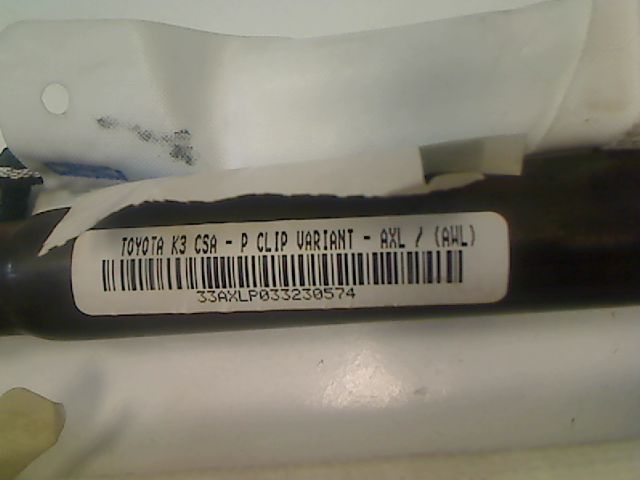 TOYOTA K3 CSA - P CLIP VARIANT - AXL / (AWL)
33AXLP033230574